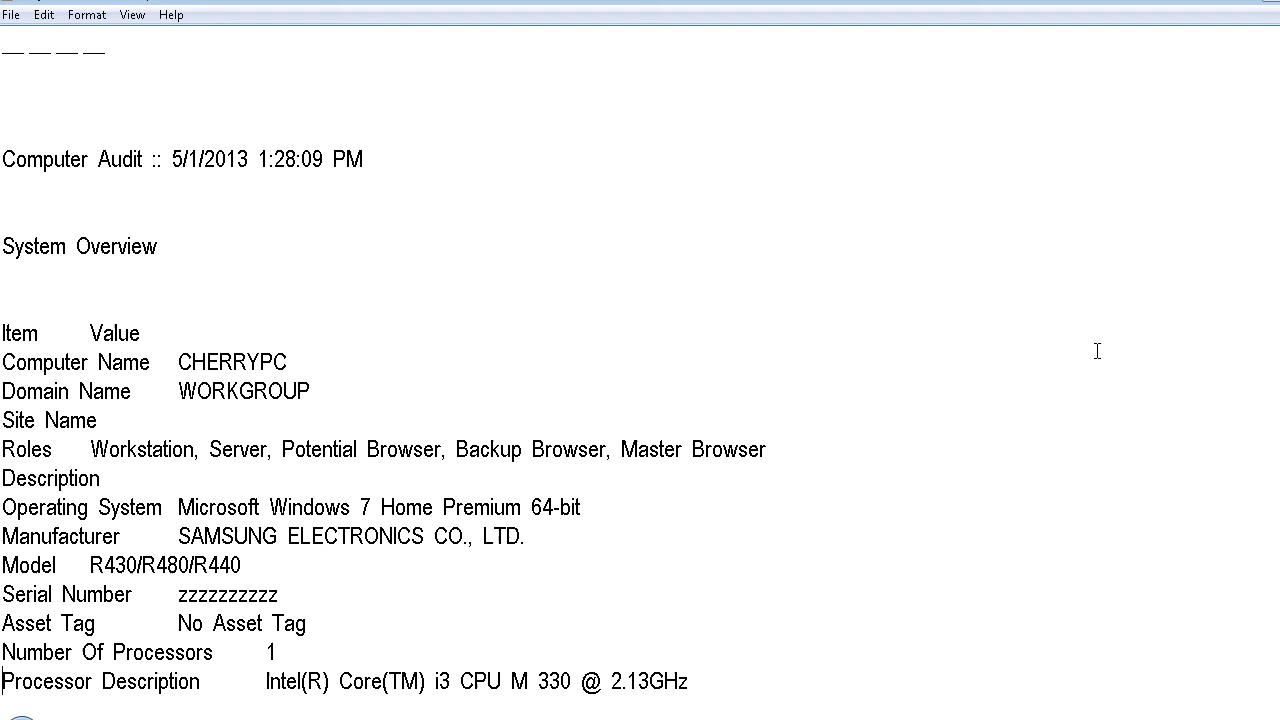 File Edit Format View Help
__ __ __ __
Computer Audit :: 5/1/2013 1:28:09 PM
System Overview
Item Value
Computer Name CHERRYPC
Domain Name WORKGROUP
Site Name
Roles Workstation, Server, Potential Browser, Backup Browser, Master Browser
Description
Operating System Microsoft Windows 7 Home Premium 64-bit
Manufacturer SAMSUNG ELECTRONICS CO., LTD.
Model R430/R480/R440
Serial Number zzzzzzzzzz
Asset Tag No Asset Tag
Number Of Processors 1
Processor Description Intel(R) Core(TM) i3 CPU M 330 @ 2.13GHz